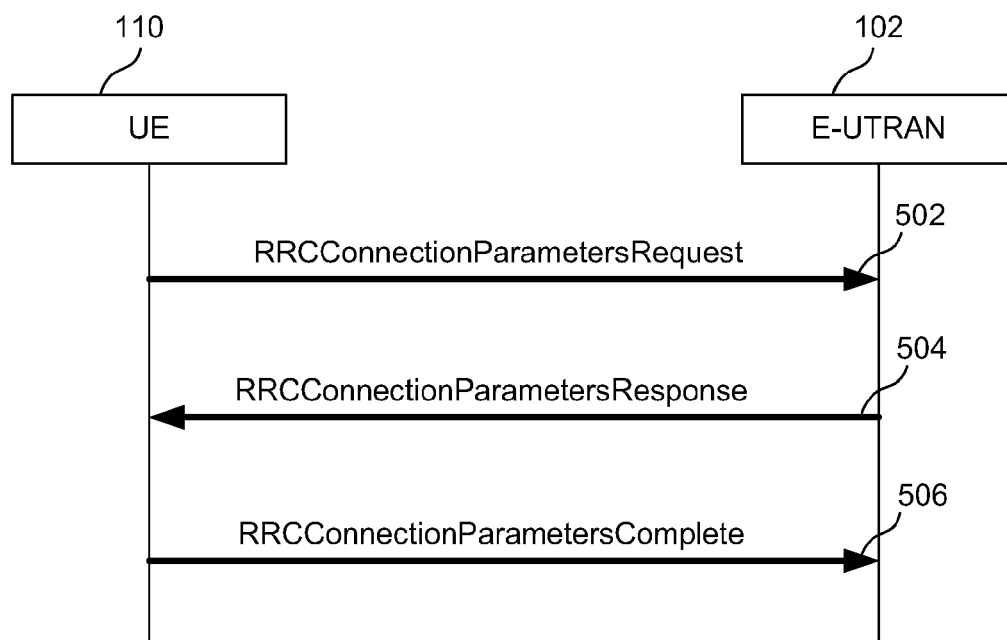 110
102
UE
E-UTRAN
502
RRCConnectionParametersRequest
504
RRCConnectionParametersResponse
506
RRCConnectionParametersComplete